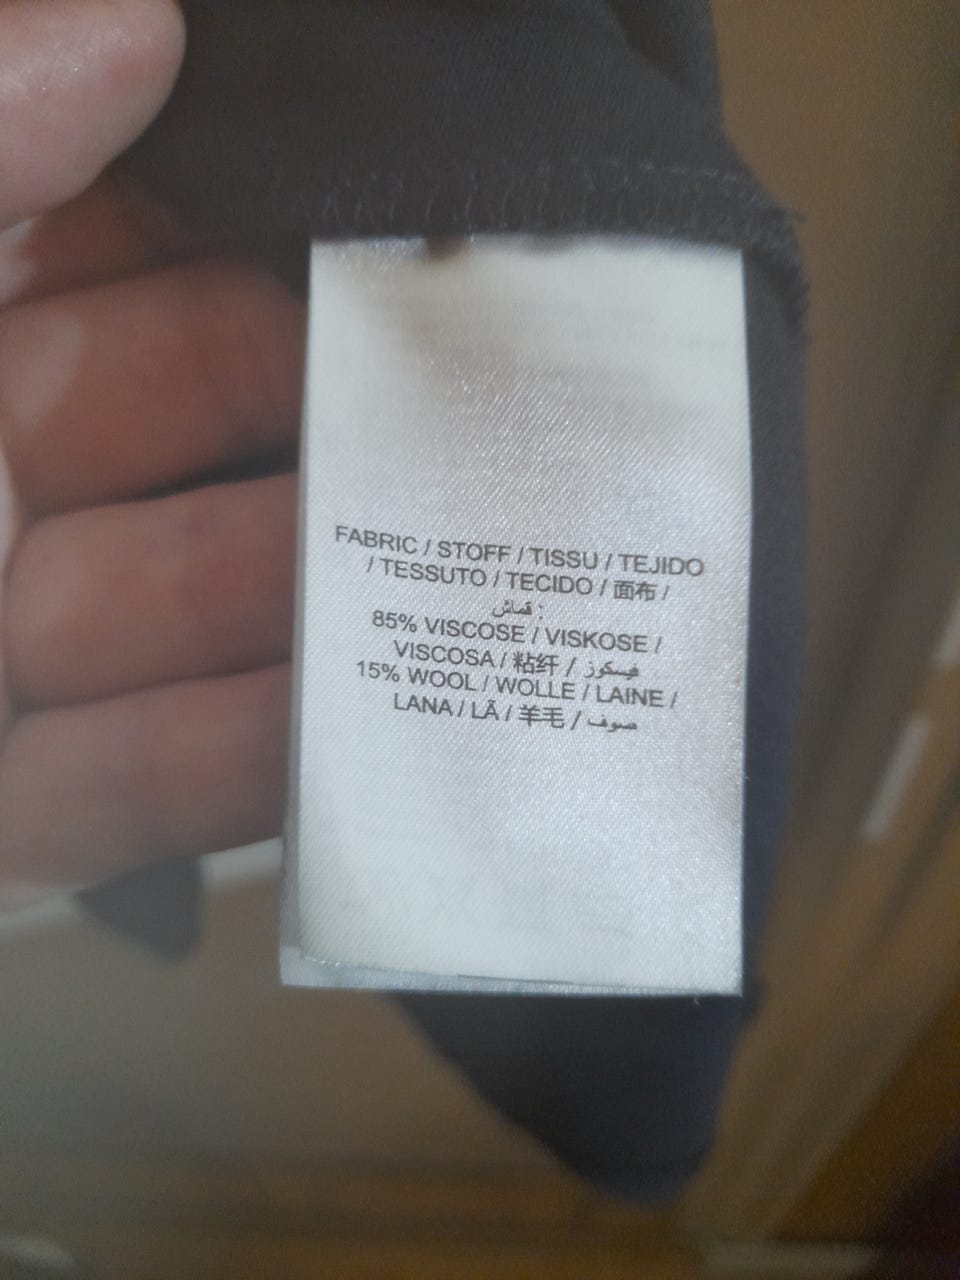 FABRIC / STOFF / TISSU / TEJIDO
/ TESSUTO / TECIDO / 面布 /
قماش :
85% VISCOSE / VISKOSE /
VISCOSA / 粘纤 / فيسكوز
15% WOOL / WOLLE / LAINE /
LANA / LÃ / 羊毛 / صوف